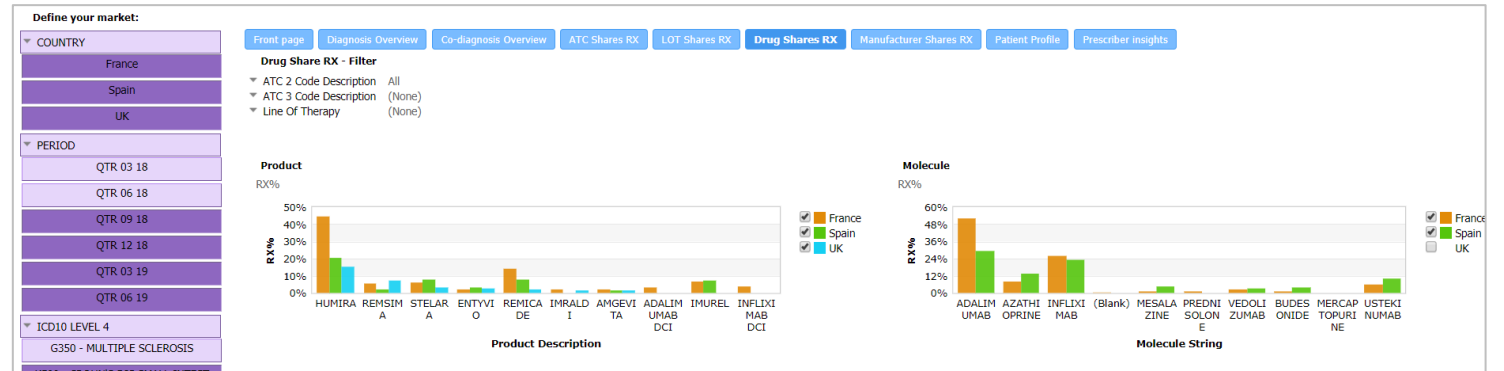 Define your market:
COUNTRY
France
Spain
UK
PERIOD
QTR 03 18
QTR 06 18
QTR 09 18
QTR 12 18
QTR 03 19
QTR 06 19
ICD10 LEVEL 4
G350 - MULTIPLE SCLEROSIS
Front page Diagnosis Overview Co-diagnosis Overview ATC Shares RX LOT Shares RX Drug Shares RX Manufacturer Shares RX Patient Profile Prescriber insights
Drug Share RX - Filter
ATC 2 Code Description All
ATC 3 Code Description (None)
Line Of Therapy (None)
Product
RX%
50%
40%
30%
20%
10%
0%
RX%
HUMIRA REMSIM STELAR ENTYVI REMICA IMRALD AMGEVI ADALIM IMUREL INFLIXI
A A O DE I TA UMAB MAB
DCI DCI
Product Description
France
Spain
UK
Molecule
RX%
60%
48%
36%
24%
12%
0%
RX%
ADALIM AZATHI INFLIXI (Blank) MESALA PREDNI VEDOLI BUDES MERCAP USTEKI
UMAB OPRINE MAB ZINE SOLON ZUMAB ONIDE TOPURI NUMAB
E NE
Molecule String
France
Spain
UK